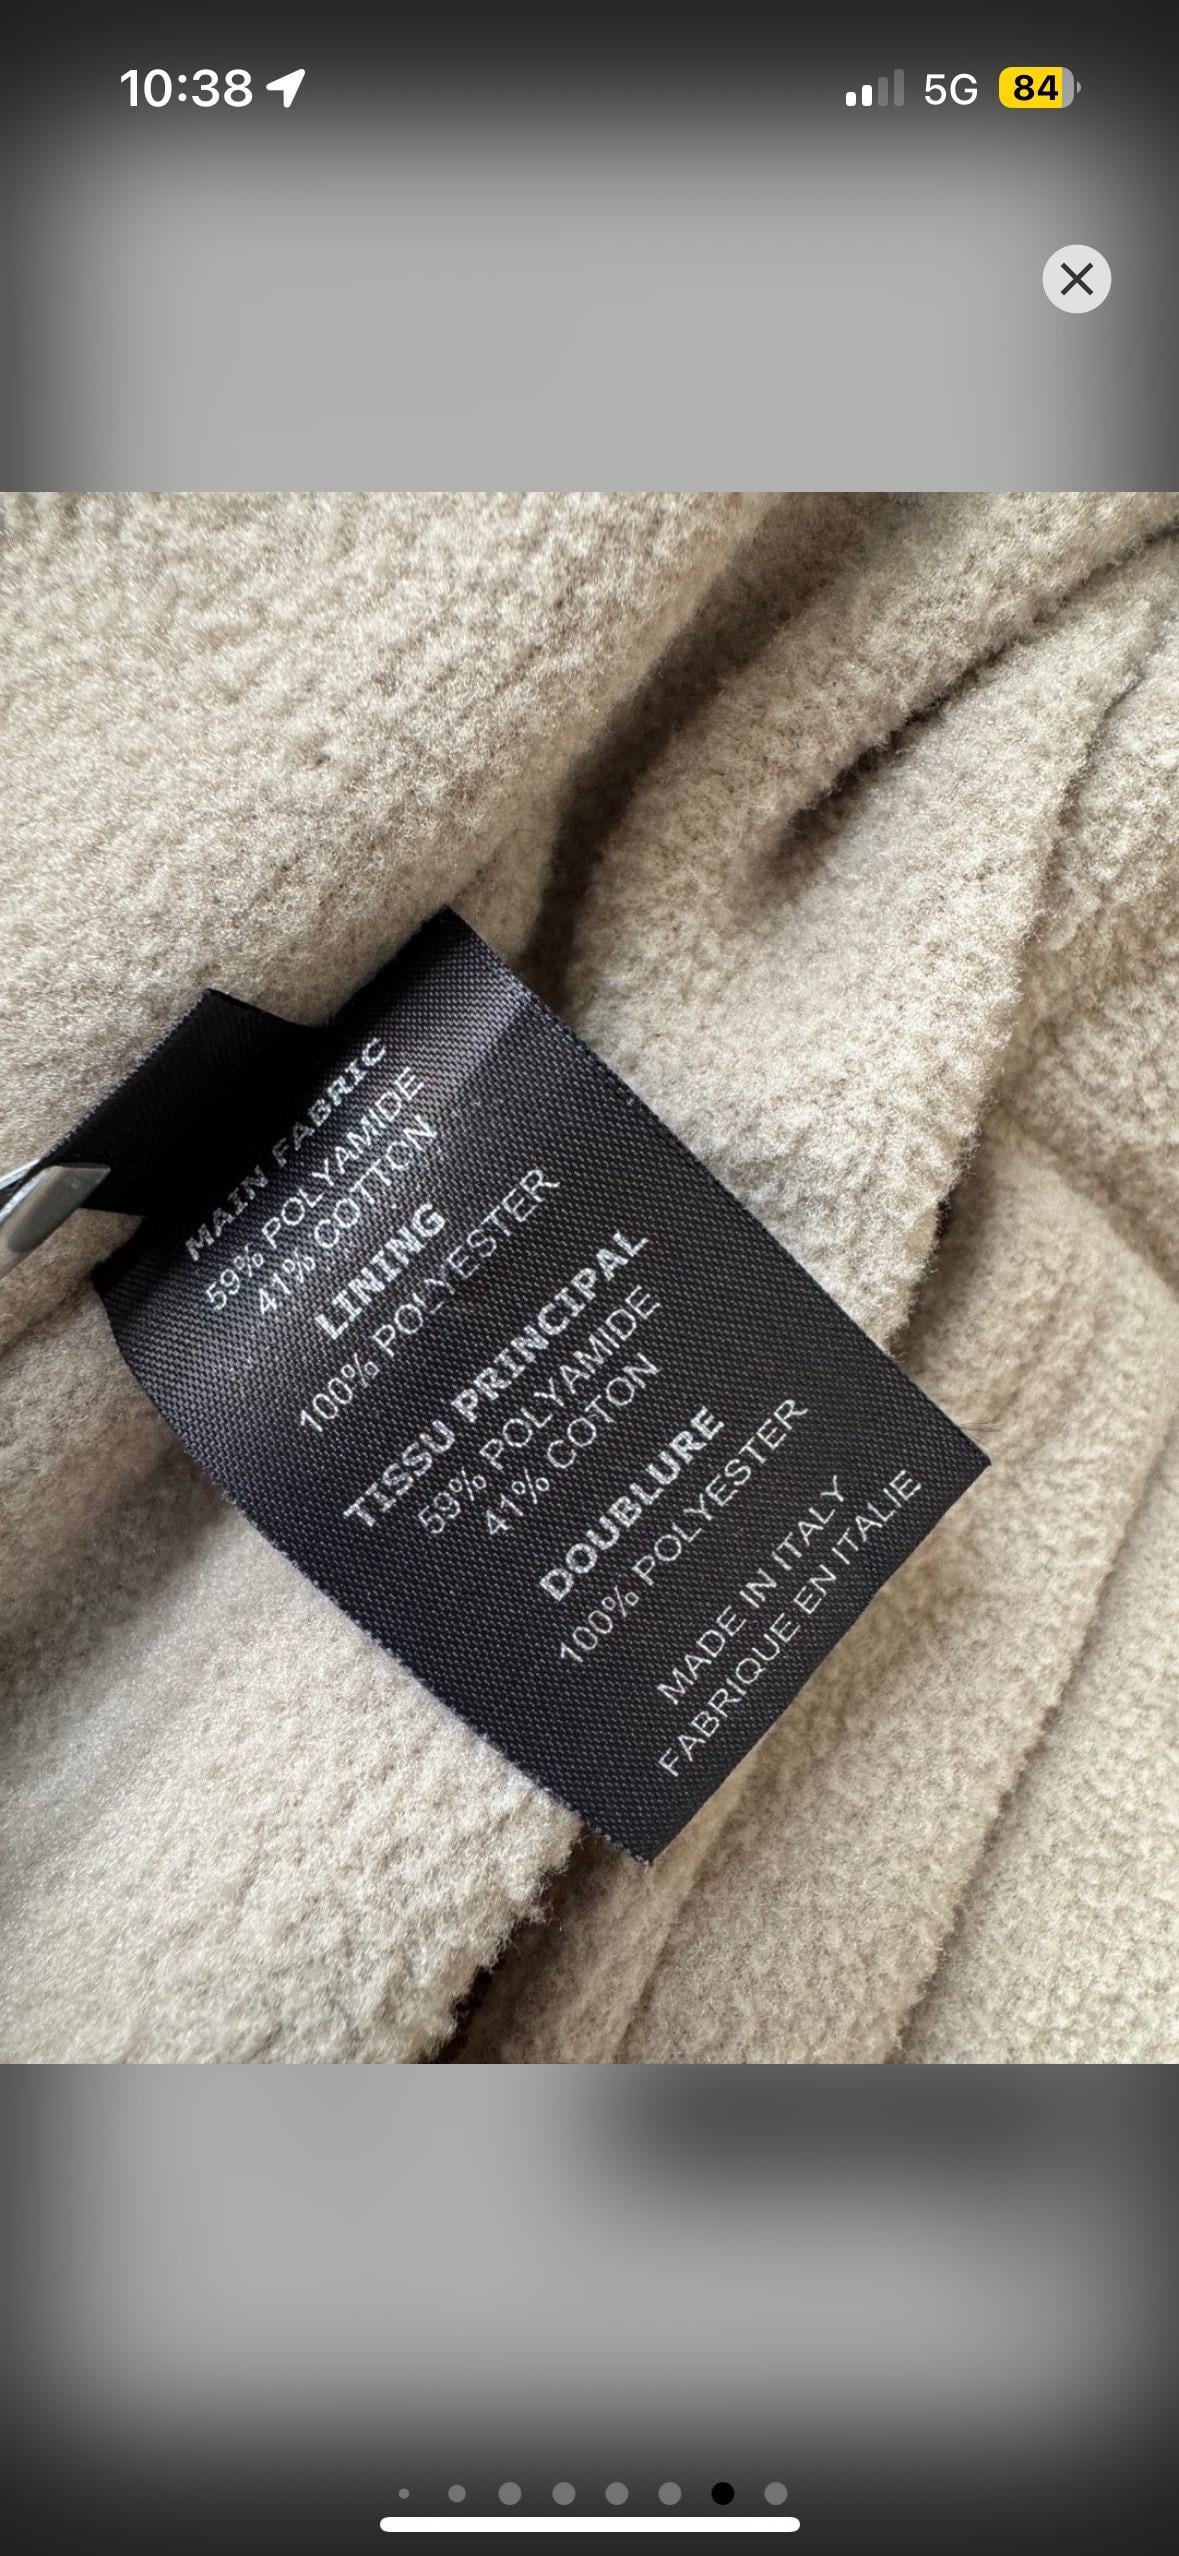 10:38
5G
84
MAIN FABRIC
59% POLYAMIDE
41% COTTON
LINING
100% POLYESTER
TISSU PRINCIPAL
59% POLYAMIDE
41% COTON
DOUBLURE
100% POLYESTER
MADE IN ITALY
FABRIQUE EN ITALIE